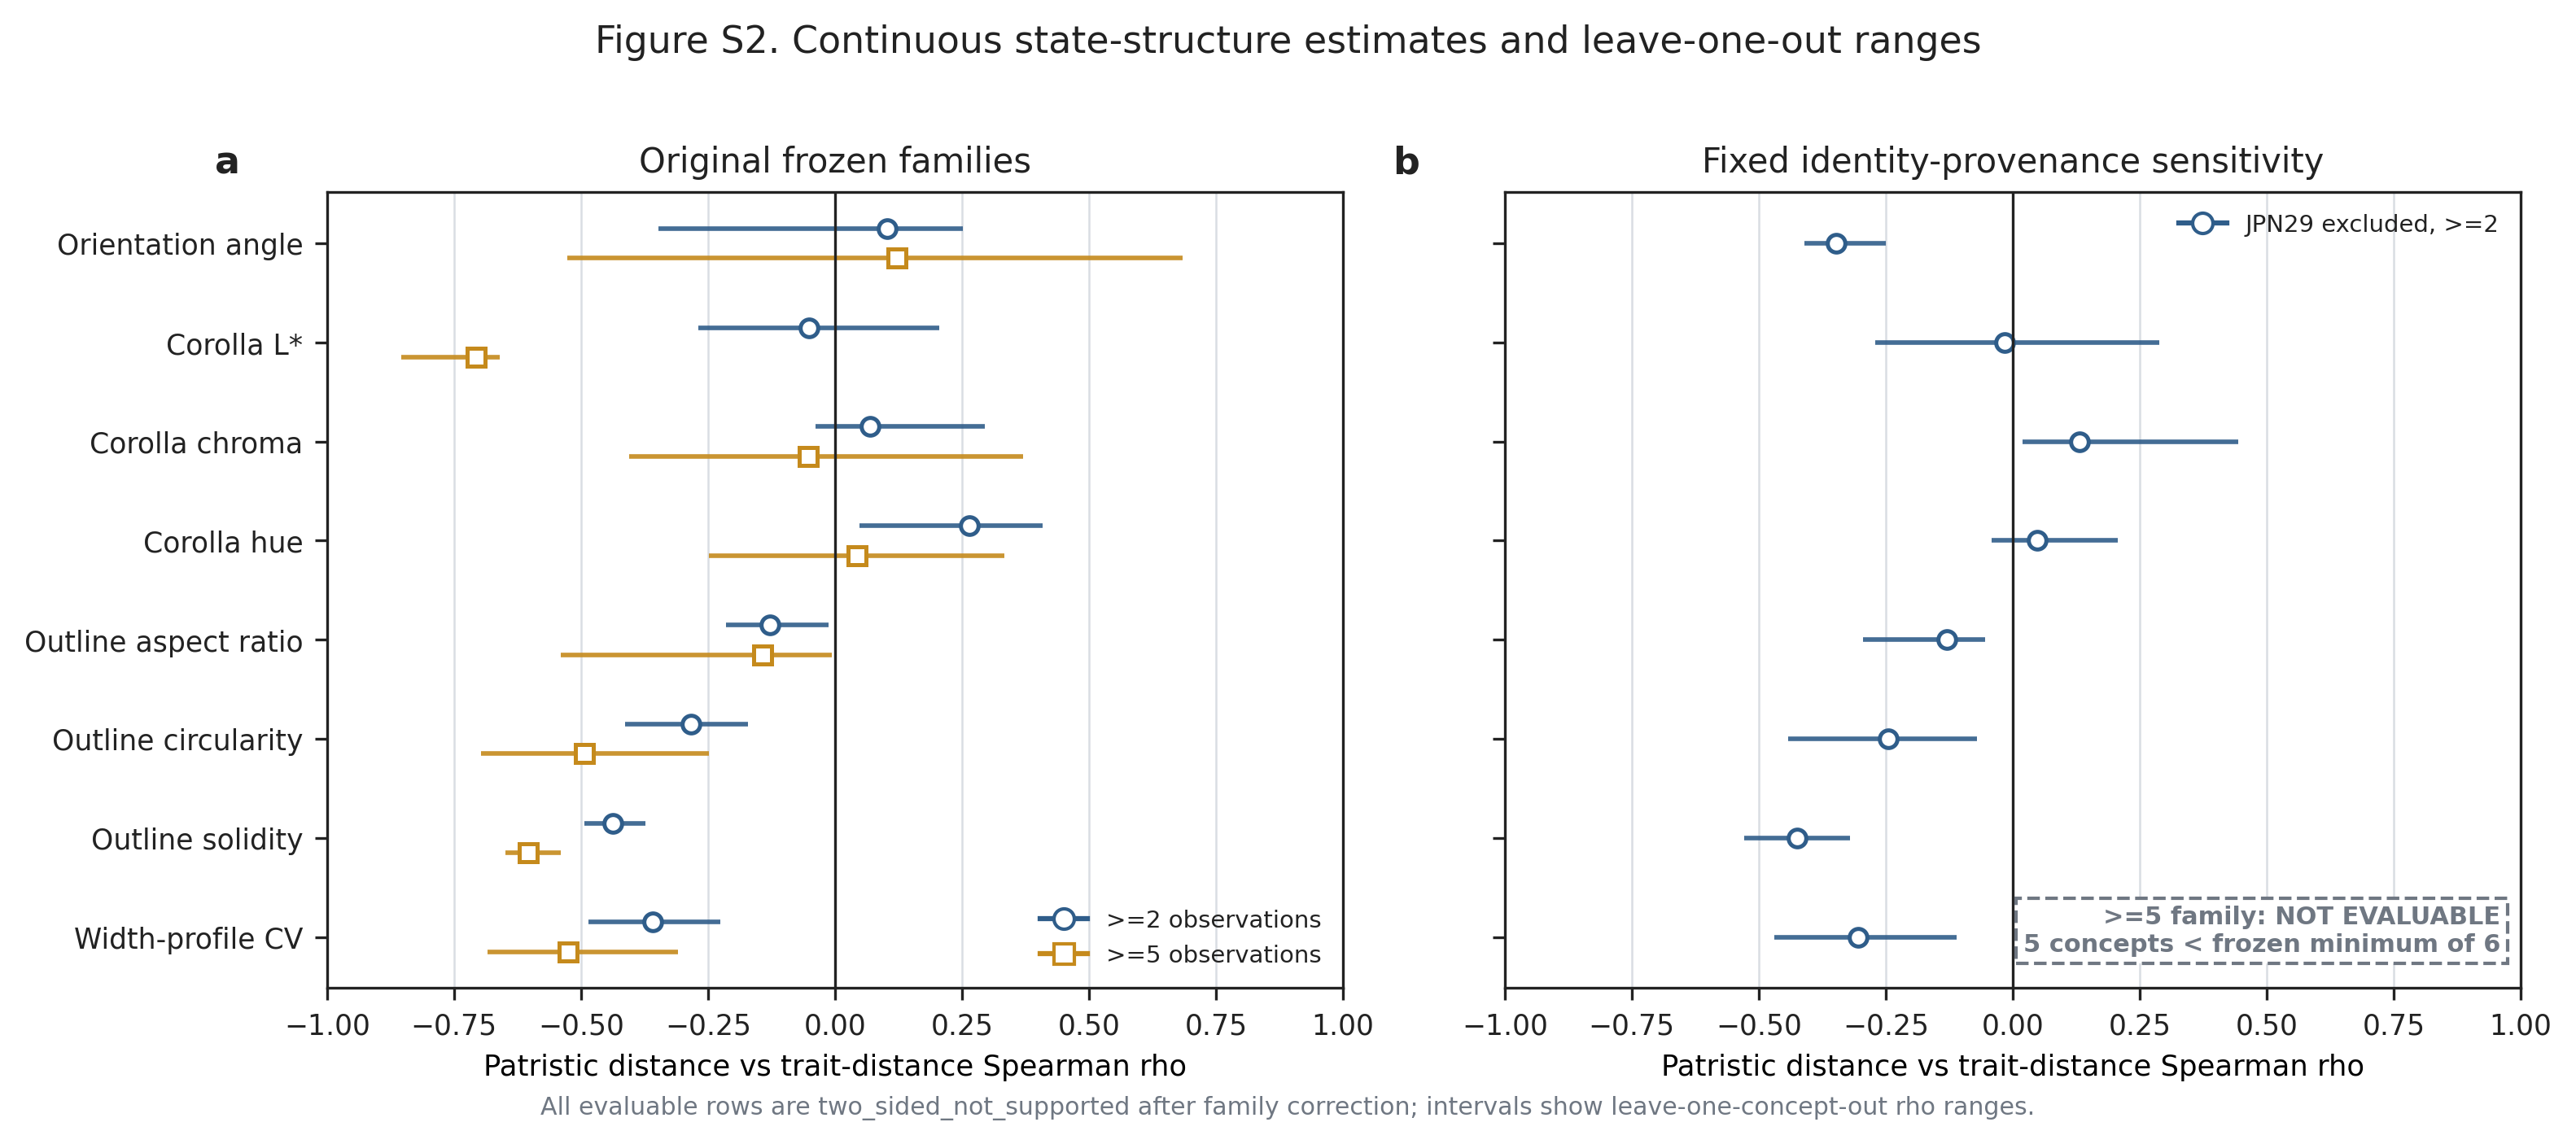 Figure S2. Continuous state-structure estimates and leave-one-out ranges
a
Original frozen families
Orientation angle
Corolla L*
Corolla chroma
Corolla hue
Outline aspect ratio
Outline circularity
Outline solidity
Width-profile CV
>=2 observations
>=5 observations
−1.00 −0.75 −0.50 −0.25 0.00 0.25 0.50 0.75 1.00
Patristic distance vs trait-distance Spearman rho
b
Fixed identity-provenance sensitivity
JPN29 excluded, >=2
>=5 family: NOT EVALUABLE
5 concepts < frozen minimum of 6
−1.00 −0.75 −0.50 −0.25 0.00 0.25 0.50 0.75 1.00
Patristic distance vs trait-distance Spearman rho
All evaluable rows are two_sided_not_supported after family correction; intervals show leave-one-concept-out rho ranges.